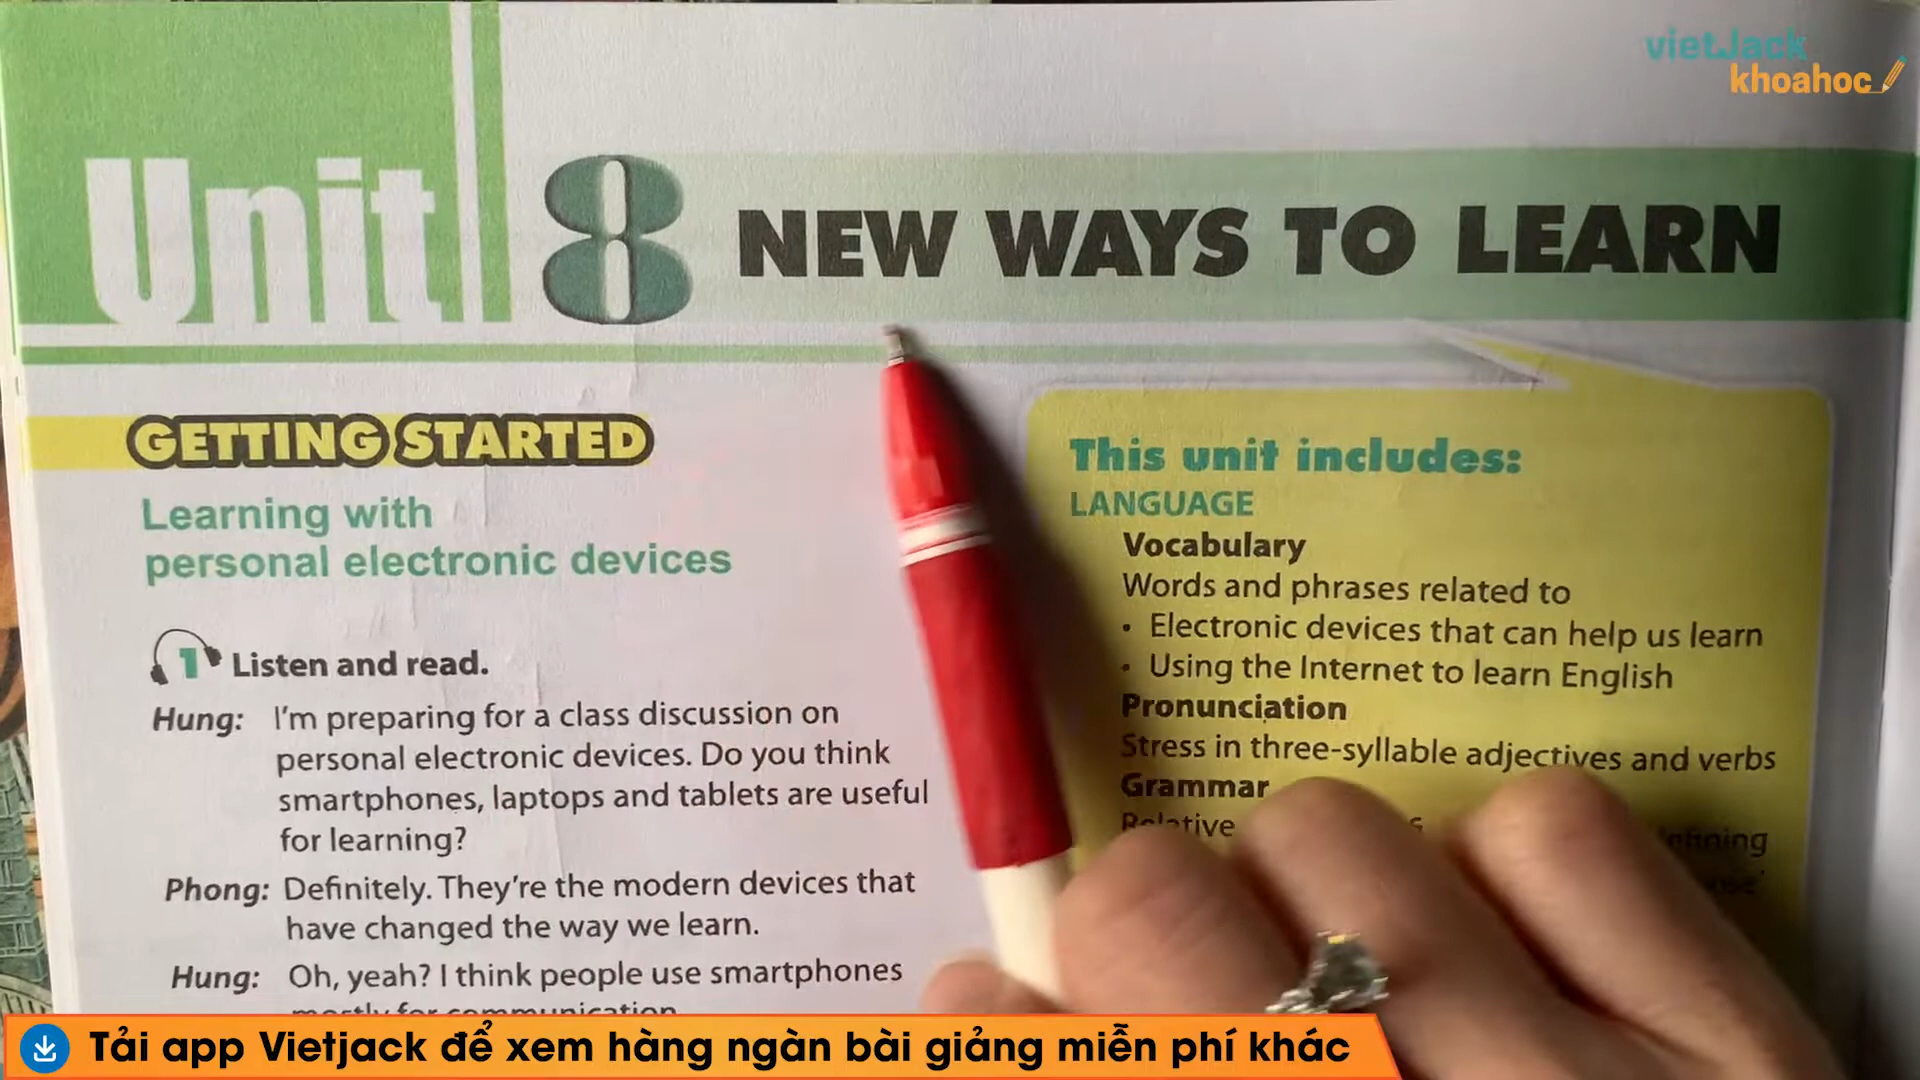 vietJack
khoahoc
Unit 8 NEW WAYS TO LEARN
GETTING STARTED
Learning with
personal electronic devices
1 Listen and read.
Hung: I'm preparing for a class discussion on
personal electronic devices. Do you think
smartphones, laptops and tablets are useful
for learning?
Phong: Definitely. They're the modern devices that
have changed the way we learn.
Hung: Oh, yeah? I think people use smartphones
mostly for communication.
This unit includes:
LANGUAGE
Vocabulary
Words and phrases related to
• Electronic devices that can help us learn
• Using the Internet to learn English
Pronunciation
Stress in three-syllable adjectives and verbs
Grammar
Relative
Tải app Vietjack để xem hàng ngàn bài giảng miễn phí khác